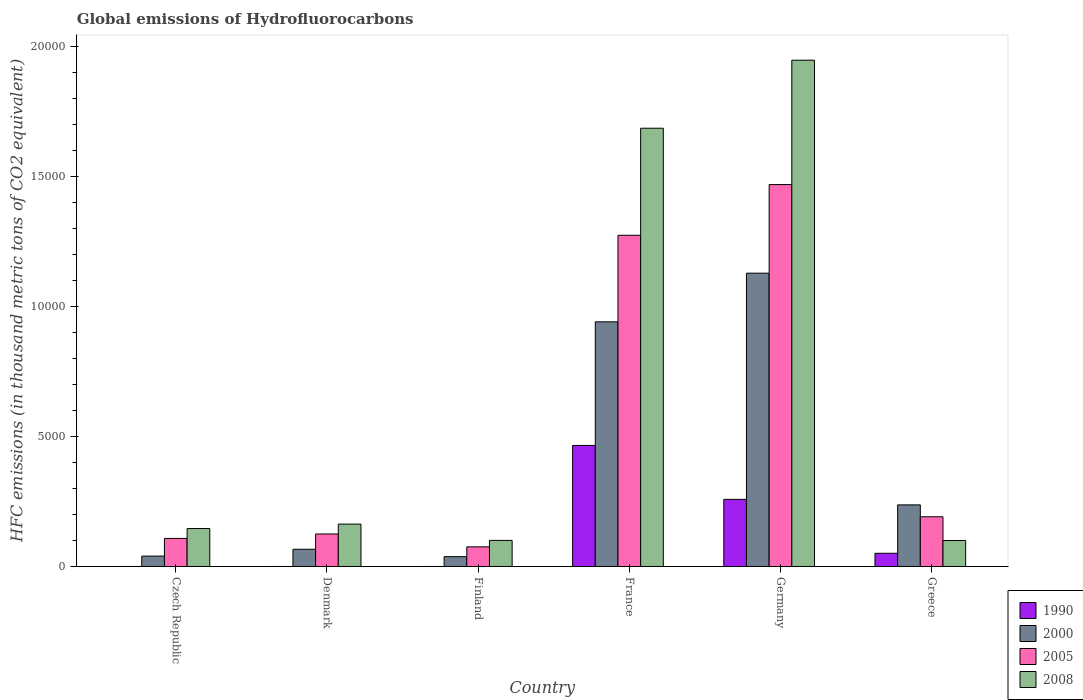 Global emissions of Hydrofluorocarbons
HFC emissions (in thousand metric tons of CO2 equivalent)
20000
15000
10000
5000
0
Czech Republic
Denmark
Finland
France
Germany
Greece
Country
1990
2000
2005
2008